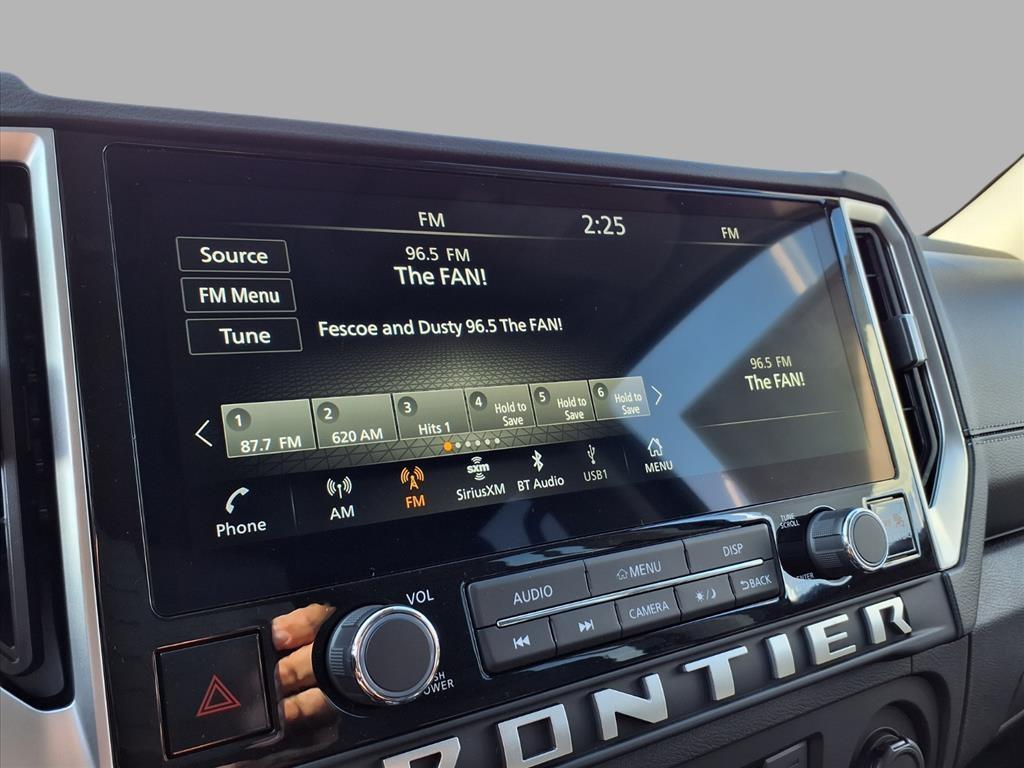 FM 2:25 FM
Source
FM Menu
Tune
96.5 FM
The FAN!
Fescoe and Dusty 96.5 The FAN!
96.5 FM
The FAN!
1 87.7 FM
2 620 AM
3 Hits 1
4 Hold to Save
5 Hold to Save
6 Hold to Save
Phone
AM
FM
sxm
SiriusXM
BT Audio
USB1
MENU
TUNE
SCROLL
VOL
AUDIO
MENU
DISP
CAMERA
BACK
RONTIER